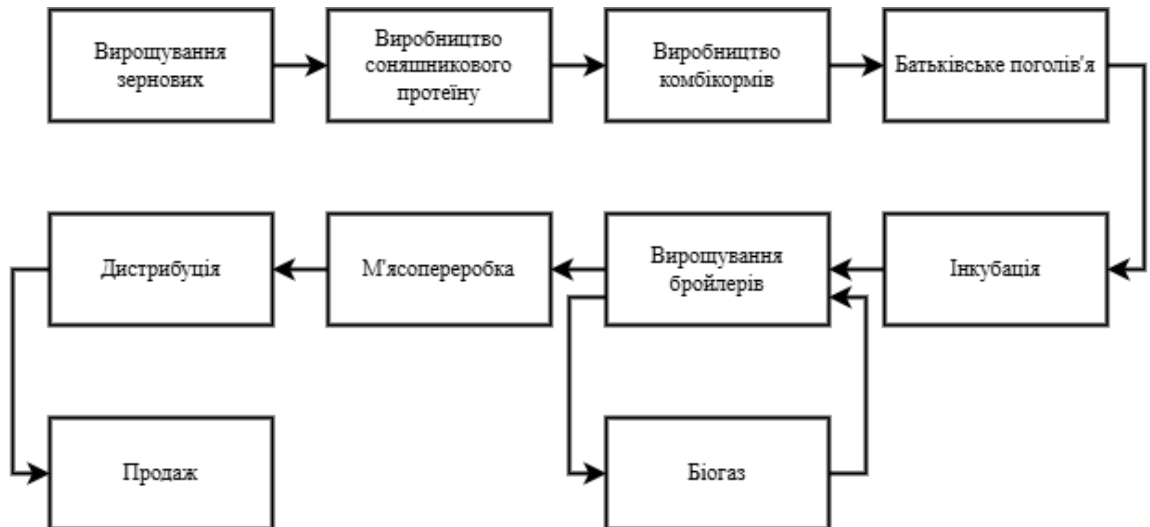 Вирощування
зернових
Виробництво
соняшникового
протеїну
Виробництво
комбікормів
Батьківське поголів'я
Дистрибуція
М'ясопереробка
Вирощування
бройлерів
Інкубація
Продаж
Біогаз